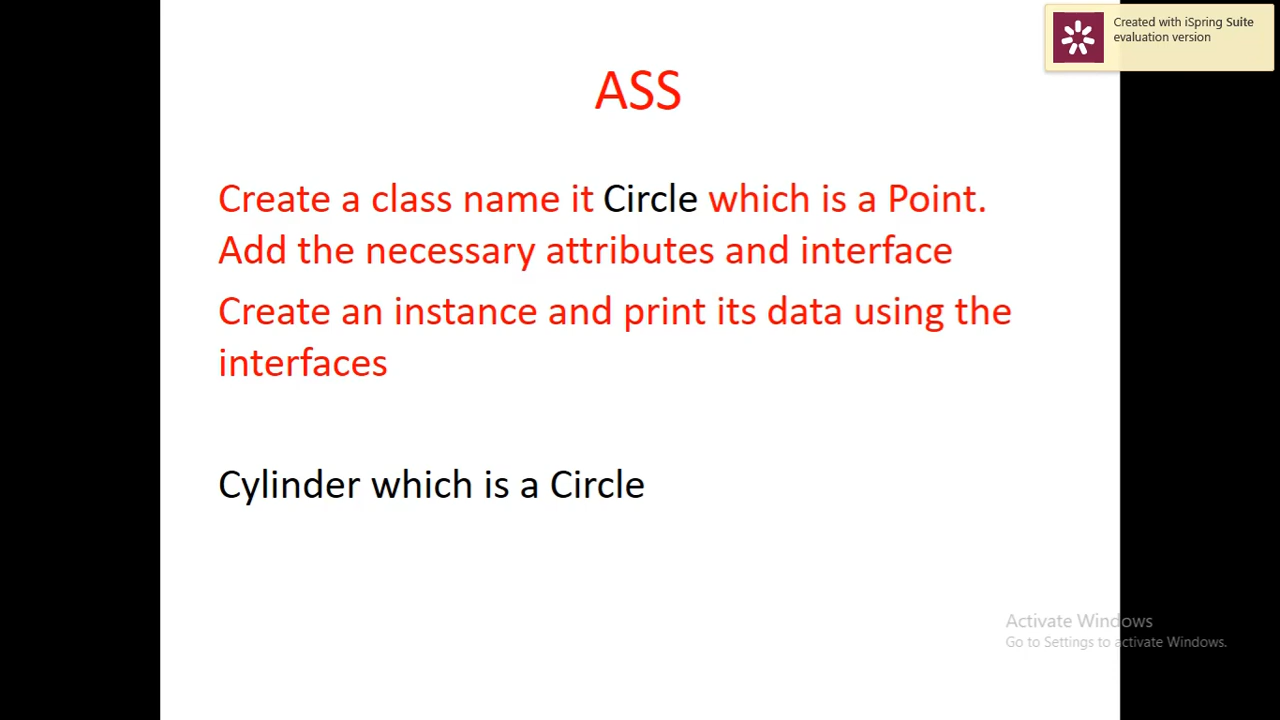 Created with iSpring Suite
evaluation version
ASS
Create a class name it Circle which is a Point.
Add the necessary attributes and interface
Create an instance and print its data using the
interfaces
Cylinder which is a Circle
Activate Windows
Go to Settings to activate Windows.